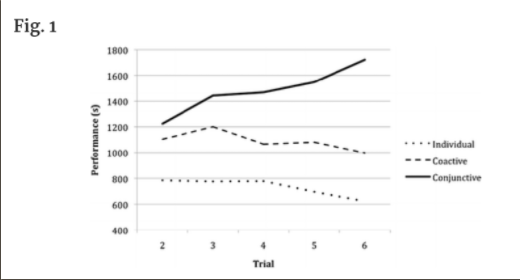 Fig. 1
1800
1600
1400
1200
1000
800
600
400
Performance (s)
2 3 4 5 6
Trial
Individual
Coactive
Conjunctive